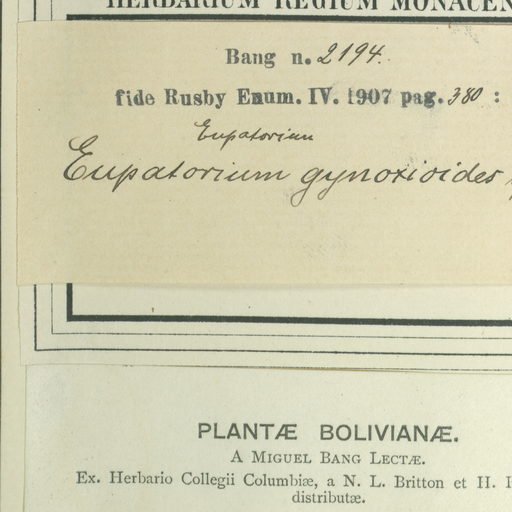 HERBARIUM REGIUM MONACEN
Bang n. 2194.
fide Rusby Enum. IV. 1907 pag. 380 :
Eupatorium
Eupatorium gynoxioides
PLANTÆ BOLIVIANÆ.
A MIGUEL BANG LECTÆ.
Ex. Herbario Collegii Columbiæ, a N. L. Britton et H. H
distributæ.